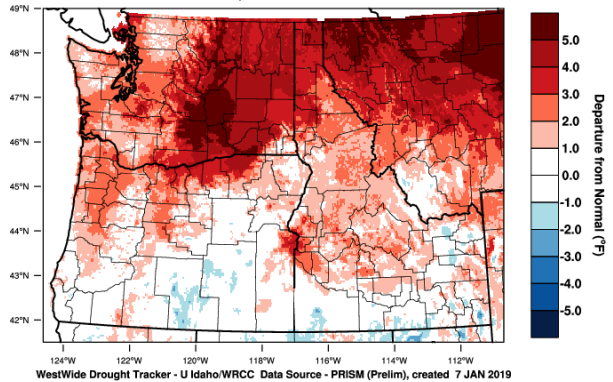 49°N
48°N
47°N
46°N
45°N
44°N
43°N
42°N
124°W 122°W 120°W 118°W 116°W 114°W 112°W
5.0
4.0
3.0
2.0
1.0
0.0
-1.0
-2.0
-3.0
-4.0
-5.0
Departure from Normal (°F)
WestWide Drought Tracker - U Idaho/WRCC Data Source - PRISM (Prelim), created 7 JAN 2019